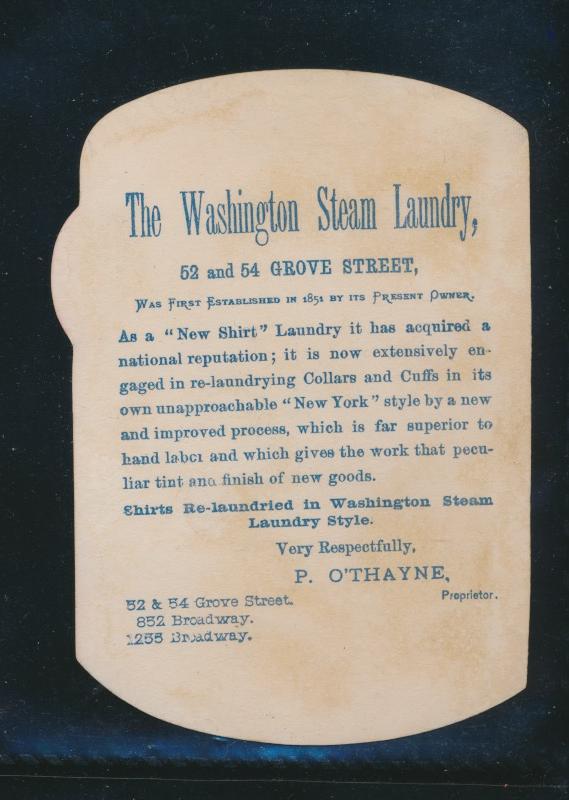 The Washington Steam Laundry,
52 and 54 GROVE STREET,
WAS FIRST ESTABLISHED IN 1851 BY ITS PRESENT OWNER.
As a "New Shirt" Laundry it has acquired a
national reputation; it is now extensively en-
gaged in re-laundrying Collars and Cuffs in its
own unapproachable "New York" style by a new
and improved process, which is far superior to
hand labor and which gives the work that pecu-
liar tint and finish of new goods.
Shirts Re-laundried in Washington Steam
Laundry Style.
Very Respectfully,
P. O'THAYNE,
Proprietor.
52 & 54 Grove Street.
852 Broadway.
1255 Broadway.